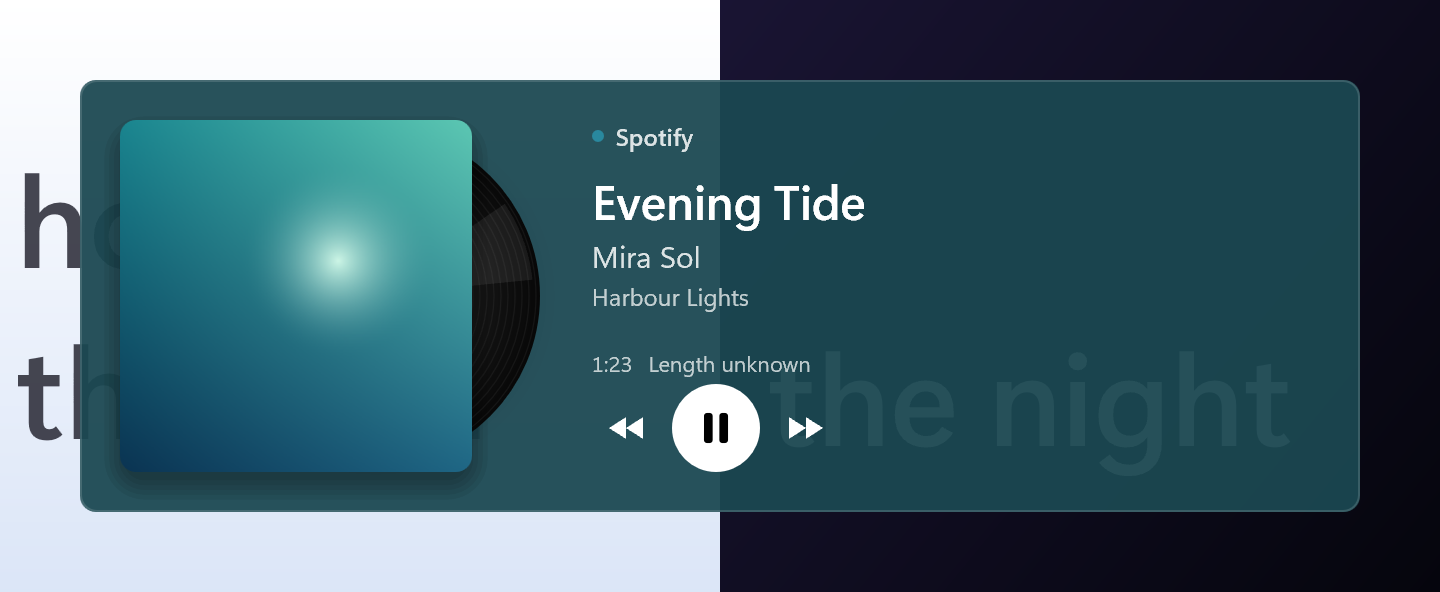 Spotify
Evening Tide
Mira Sol
Harbour Lights
1:23 Length unknown
the night